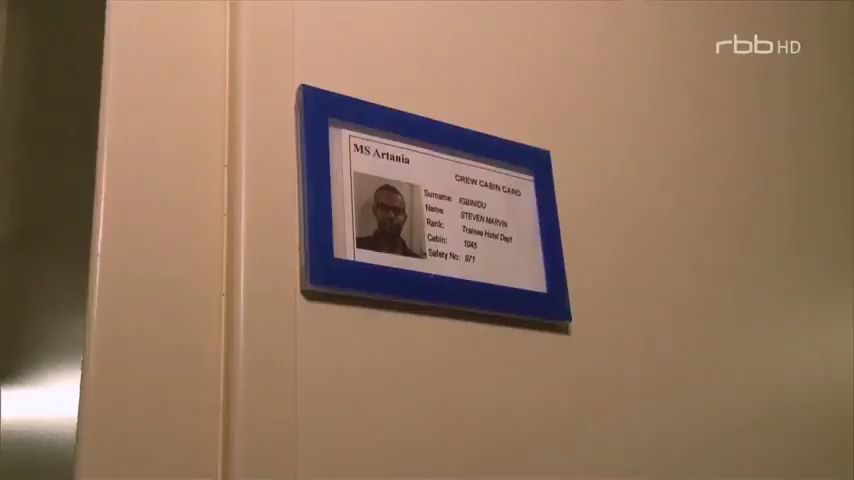 rbb HD
MS Artania
CREW CABIN CARD
Surname: IGBINIDU
Name: STEVEN MARVIN
Rank: Trainee Hotel Dept
Cabin: 1045
Safety No: 971